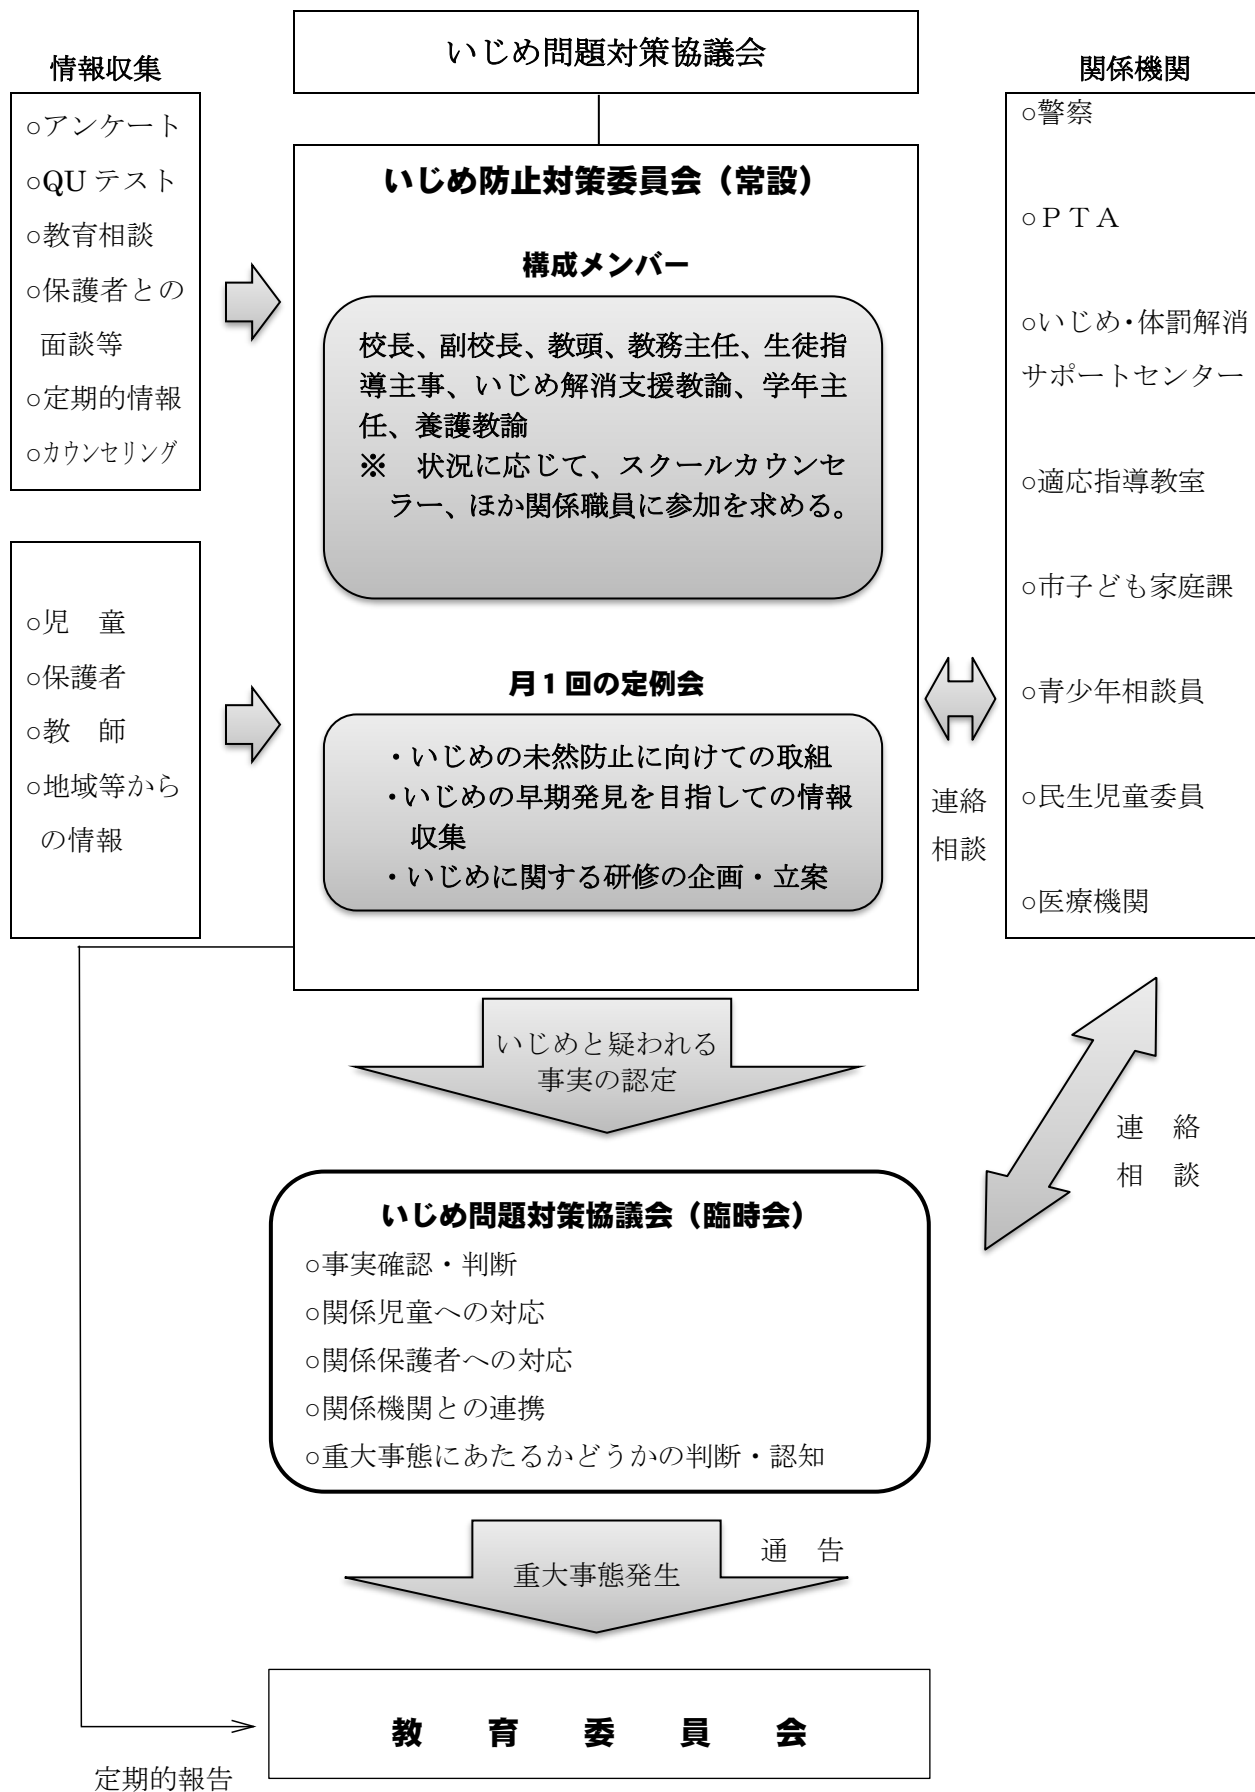 いじめ問題対策協議会
情報収集
○アンケート
○QU テスト
○教育相談
○保護者との
面談等
○定期的情報
○カウンセリング
○児　童
○保護者
○教　師
○地域等から
の情報
いじめ防止対策委員会（常設）
構成メンバー
校長、副校長、教頭、教務主任、生徒指
導主事、いじめ解消支援教諭、学年主
任、養護教諭
※　状況に応じて、スクールカウンセ
ラー、ほか関係職員に参加を求める。
月1回の定例会
・いじめの未然防止に向けての取組
・いじめの早期発見を目指しての情報
収集
・いじめに関する研修の企画・立案
連絡
相談
関係機関
○警察
○ＰＴＡ
○いじめ・体罰解消
サポートセンター
○適応指導教室
○市子ども家庭課
○青少年相談員
○民生児童委員
○医療機関
いじめと疑われる
事実の認定
連　絡
相　談
いじめ問題対策協議会（臨時会）
○事実確認・判断
○関係児童への対応
○関係保護者への対応
○関係機関との連携
○重大事態にあたるかどうかの判断・認知
重大事態発生
通　告
教　育　委　員　会
定期的報告